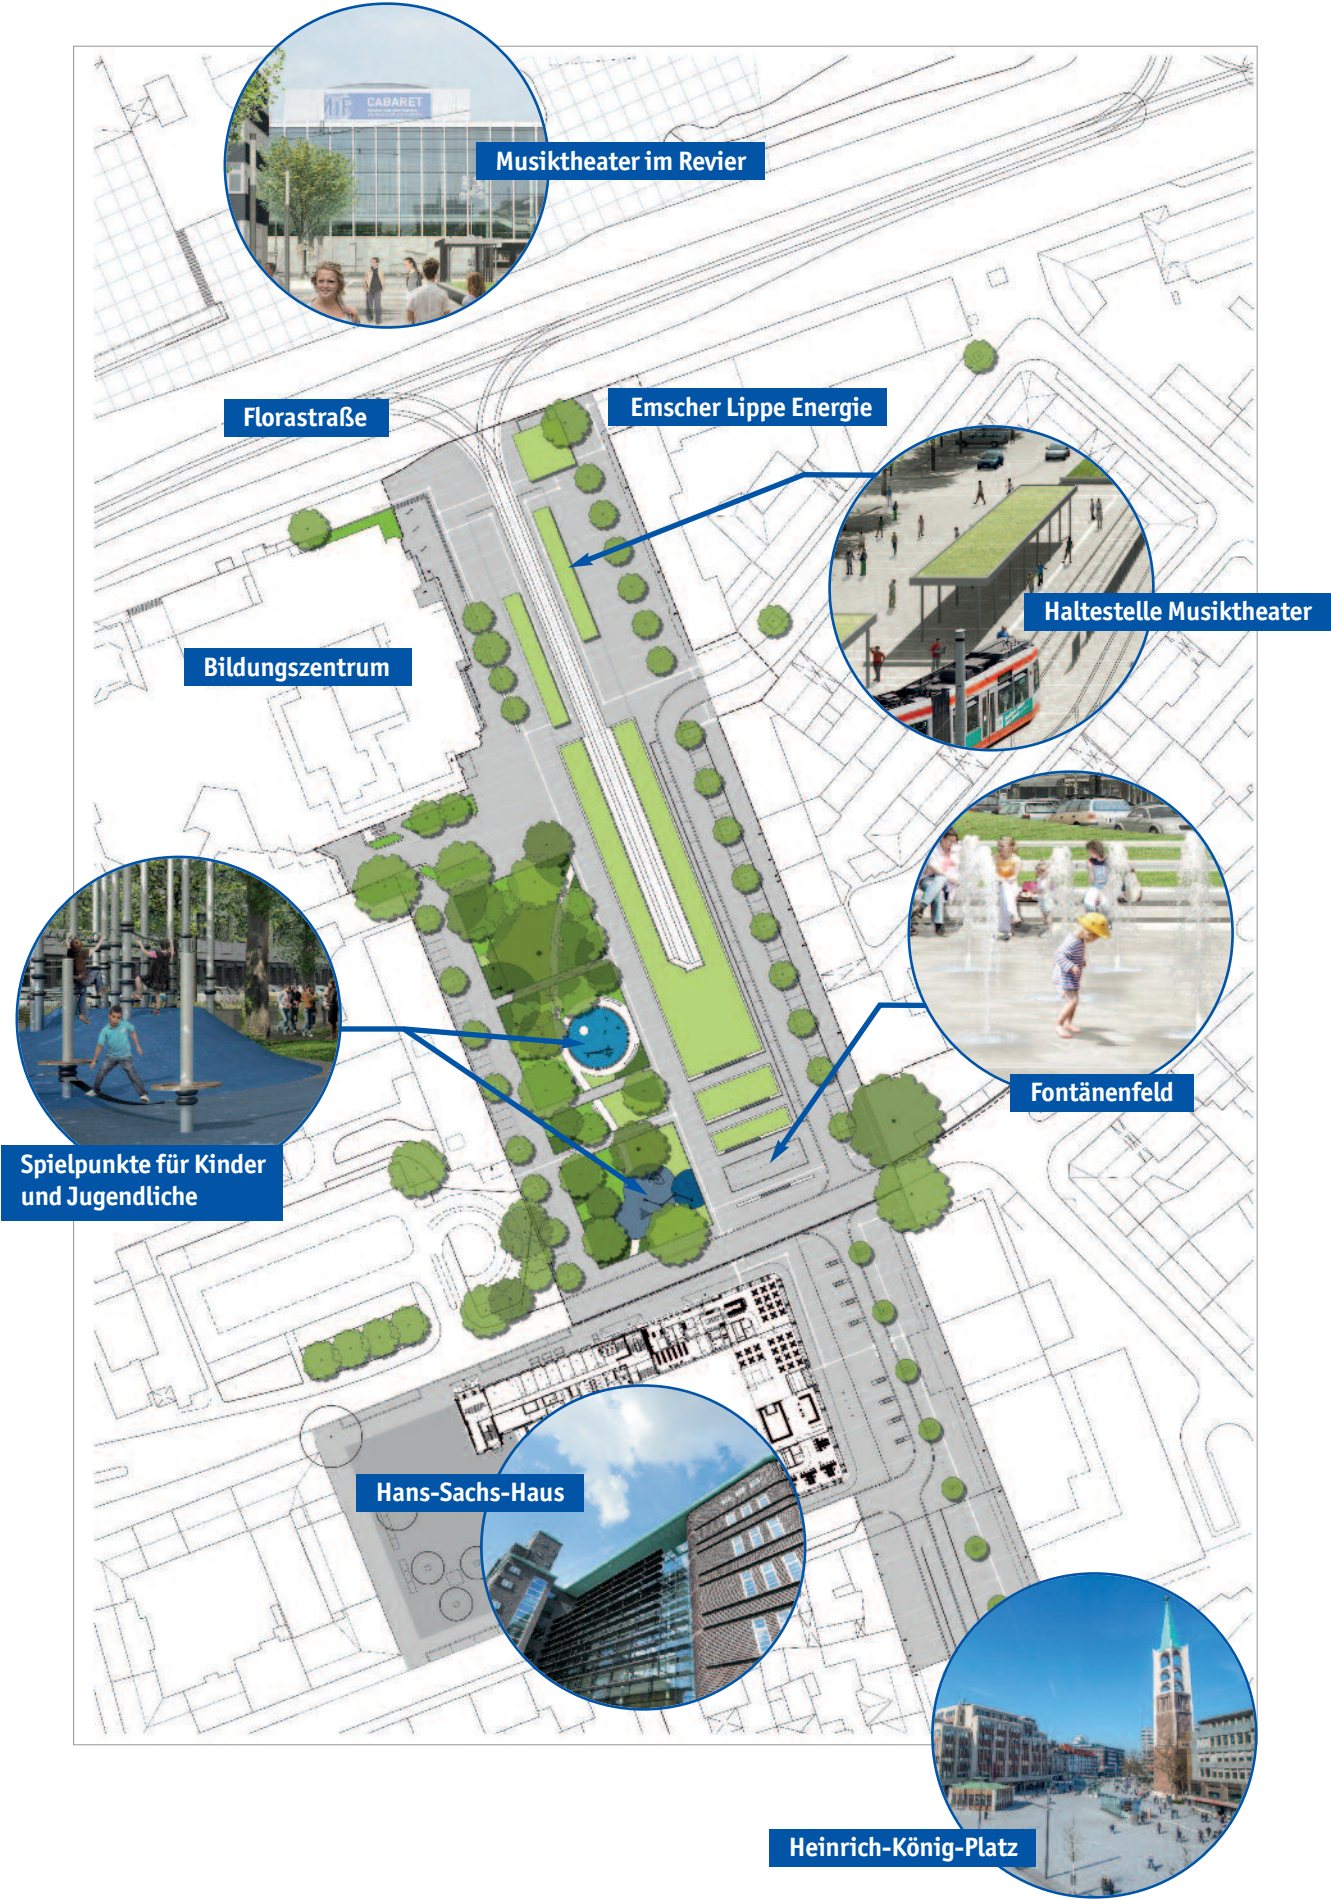 CABARET
Musiktheater im Revier
Florastraße
Emscher Lippe Energie
Haltestelle Musiktheater
Bildungszentrum
Fontänenfeld
Spielpunkte für Kinder
und Jugendliche
Hans-Sachs-Haus
Heinrich-König-Platz